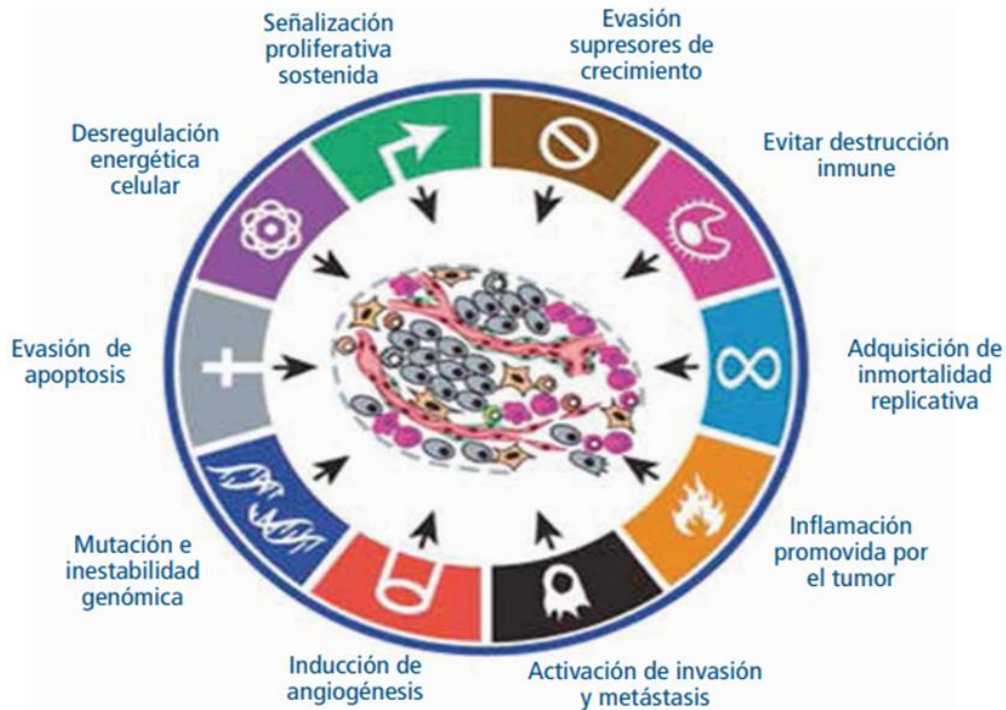 Señalización
proliferativa
sostenida
Evasión
supresores de
crecimiento
Desregulación
energética
celular
Evitar destrucción
inmune
Evasión de
apoptosis
Adquisición de
inmortalidad
replicativa
Mutación e
inestabilidad
genómica
Inflamación
promovida por
el tumor
Inducción de
angiogénesis
Activación de invasión
y metástasis